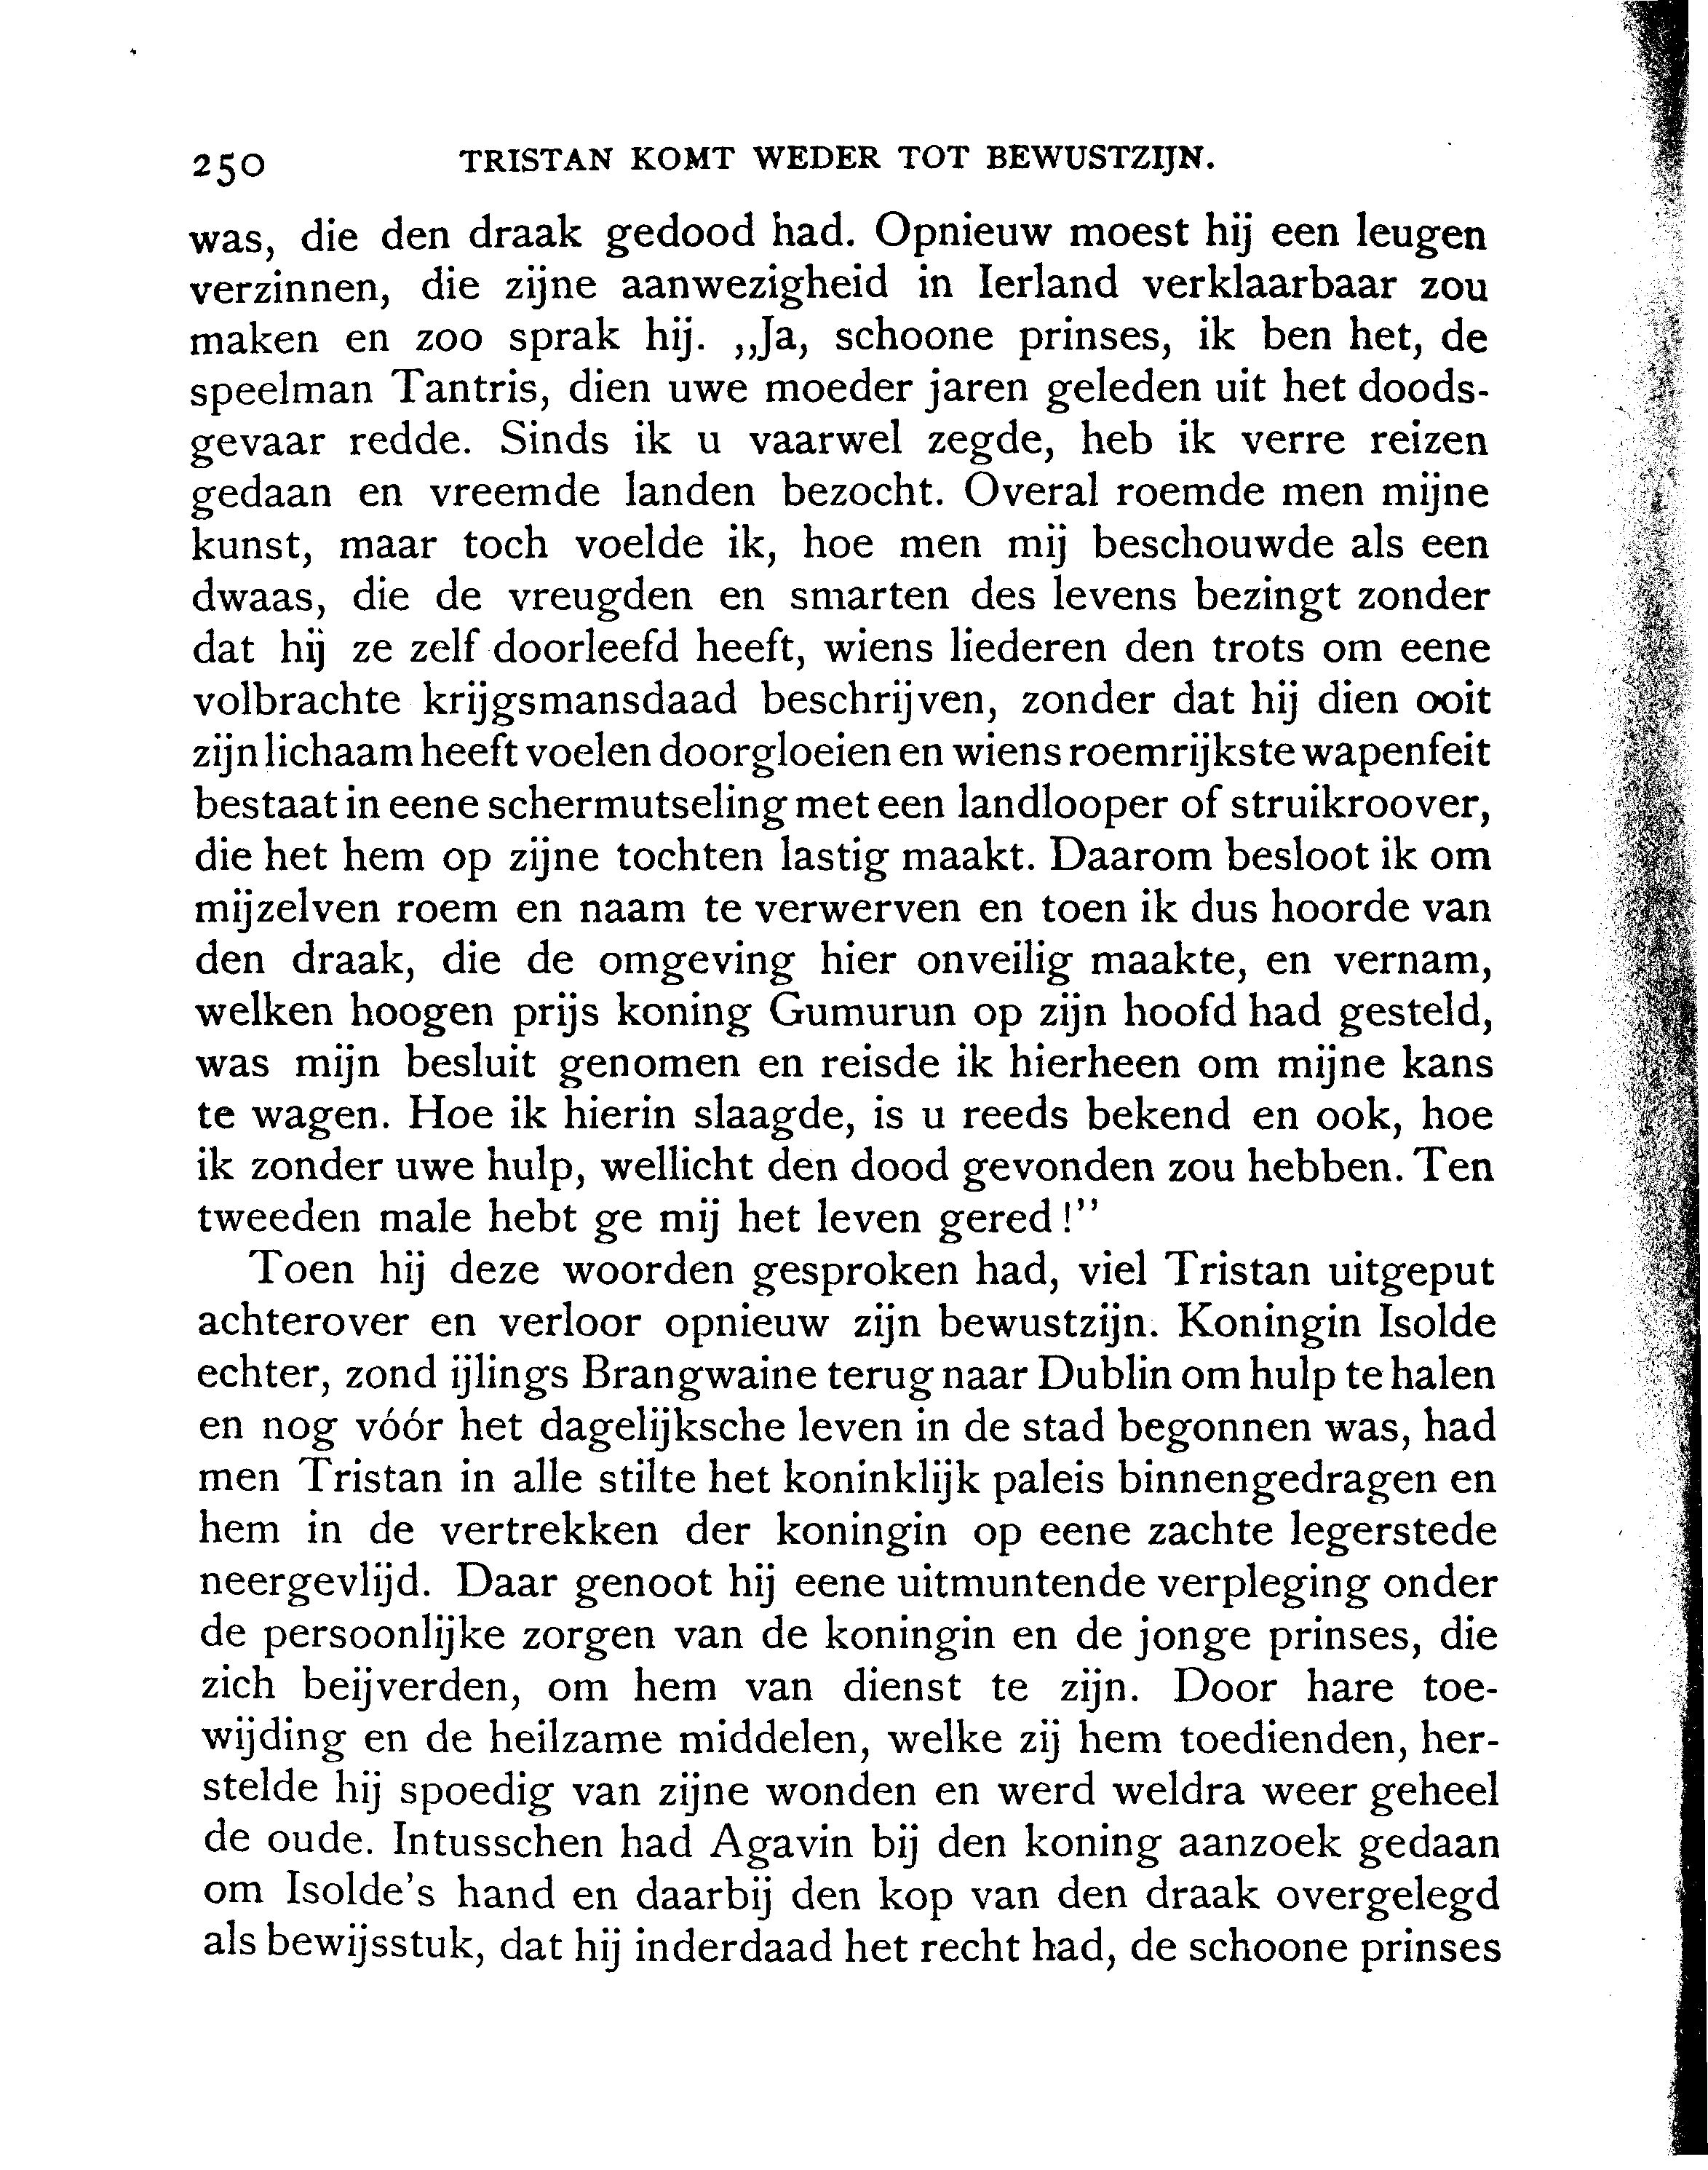 250 TRISTAN KOMT WEDER TOT BEWUSTZIJN.
was, die den draak gedood had. Opnieuw moest hij een leugen
verzinnen, die zijne aanwezigheid in Ierland verklaarbaar zou
maken en zoo sprak hij. „Ja, schoone prinses, ik ben het, de
speelman Tantris, dien uwe moeder jaren geleden uit het doods-
gevaar redde. Sinds ik u vaarwel zegde, heb ik verre reizen
gedaan en vreemde landen bezocht. Overal roemde men mijne
kunst, maar toch voelde ik, hoe men mij beschouwde als een
dwaas, die de vreugden en smarten des levens bezingt zonder
dat hij ze zelf doorleefd heeft, wiens liederen den trots om eene
volbrachte krijgsmansdaad beschrijven, zonder dat hij dien ooit
zijn lichaam heeft voelen doorgloeien en wiens roemrijkste wapenfeit
bestaat in eene schermutseling met een landlooper of struikroover,
die het hem op zijne tochten lastig maakt. Daarom besloot ik om
mijzelven roem en naam te verwerven en toen ik dus hoorde van
den draak, die de omgeving hier onveilig maakte, en vernam,
welken hoogen prijs koning Gumurun op zijn hoofd had gesteld,
was mijn besluit genomen en reisde ik hierheen om mijne kans
te wagen. Hoe ik hierin slaagde, is u reeds bekend en ook, hoe
ik zonder uwe hulp, wellicht den dood gevonden zou hebben. Ten
tweeden male hebt ge mij het leven gered!”
Toen hij deze woorden gesproken had, viel Tristan uitgeput
achterover en verloor opnieuw zijn bewustzijn. Koningin Isolde
echter, zond ijlings Brangwaine terug naar Dublin om hulp te halen
en nog vóór het dagelijksche leven in de stad begonnen was, had
men Tristan in alle stilte het koninklijk paleis binnengedragen en
hem in de vertrekken der koningin op eene zachte legerstede
neergevlijd. Daar genoot hij eene uitmuntende verpleging onder
de persoonlijke zorgen van de koningin en de jonge prinses, die
zich beijverden, om hem van dienst te zijn. Door hare toe-
wijding en de heilzame middelen, welke zij hem toedienden, her-
stelde hij spoedig van zijne wonden en werd weldra weer geheel
de oude. Intusschen had Agavin bij den koning aanzoek gedaan
om Isolde's hand en daarbij den kop van den draak overgelegd
als bewijsstuk, dat hij inderdaad het recht had, de schoone prinses